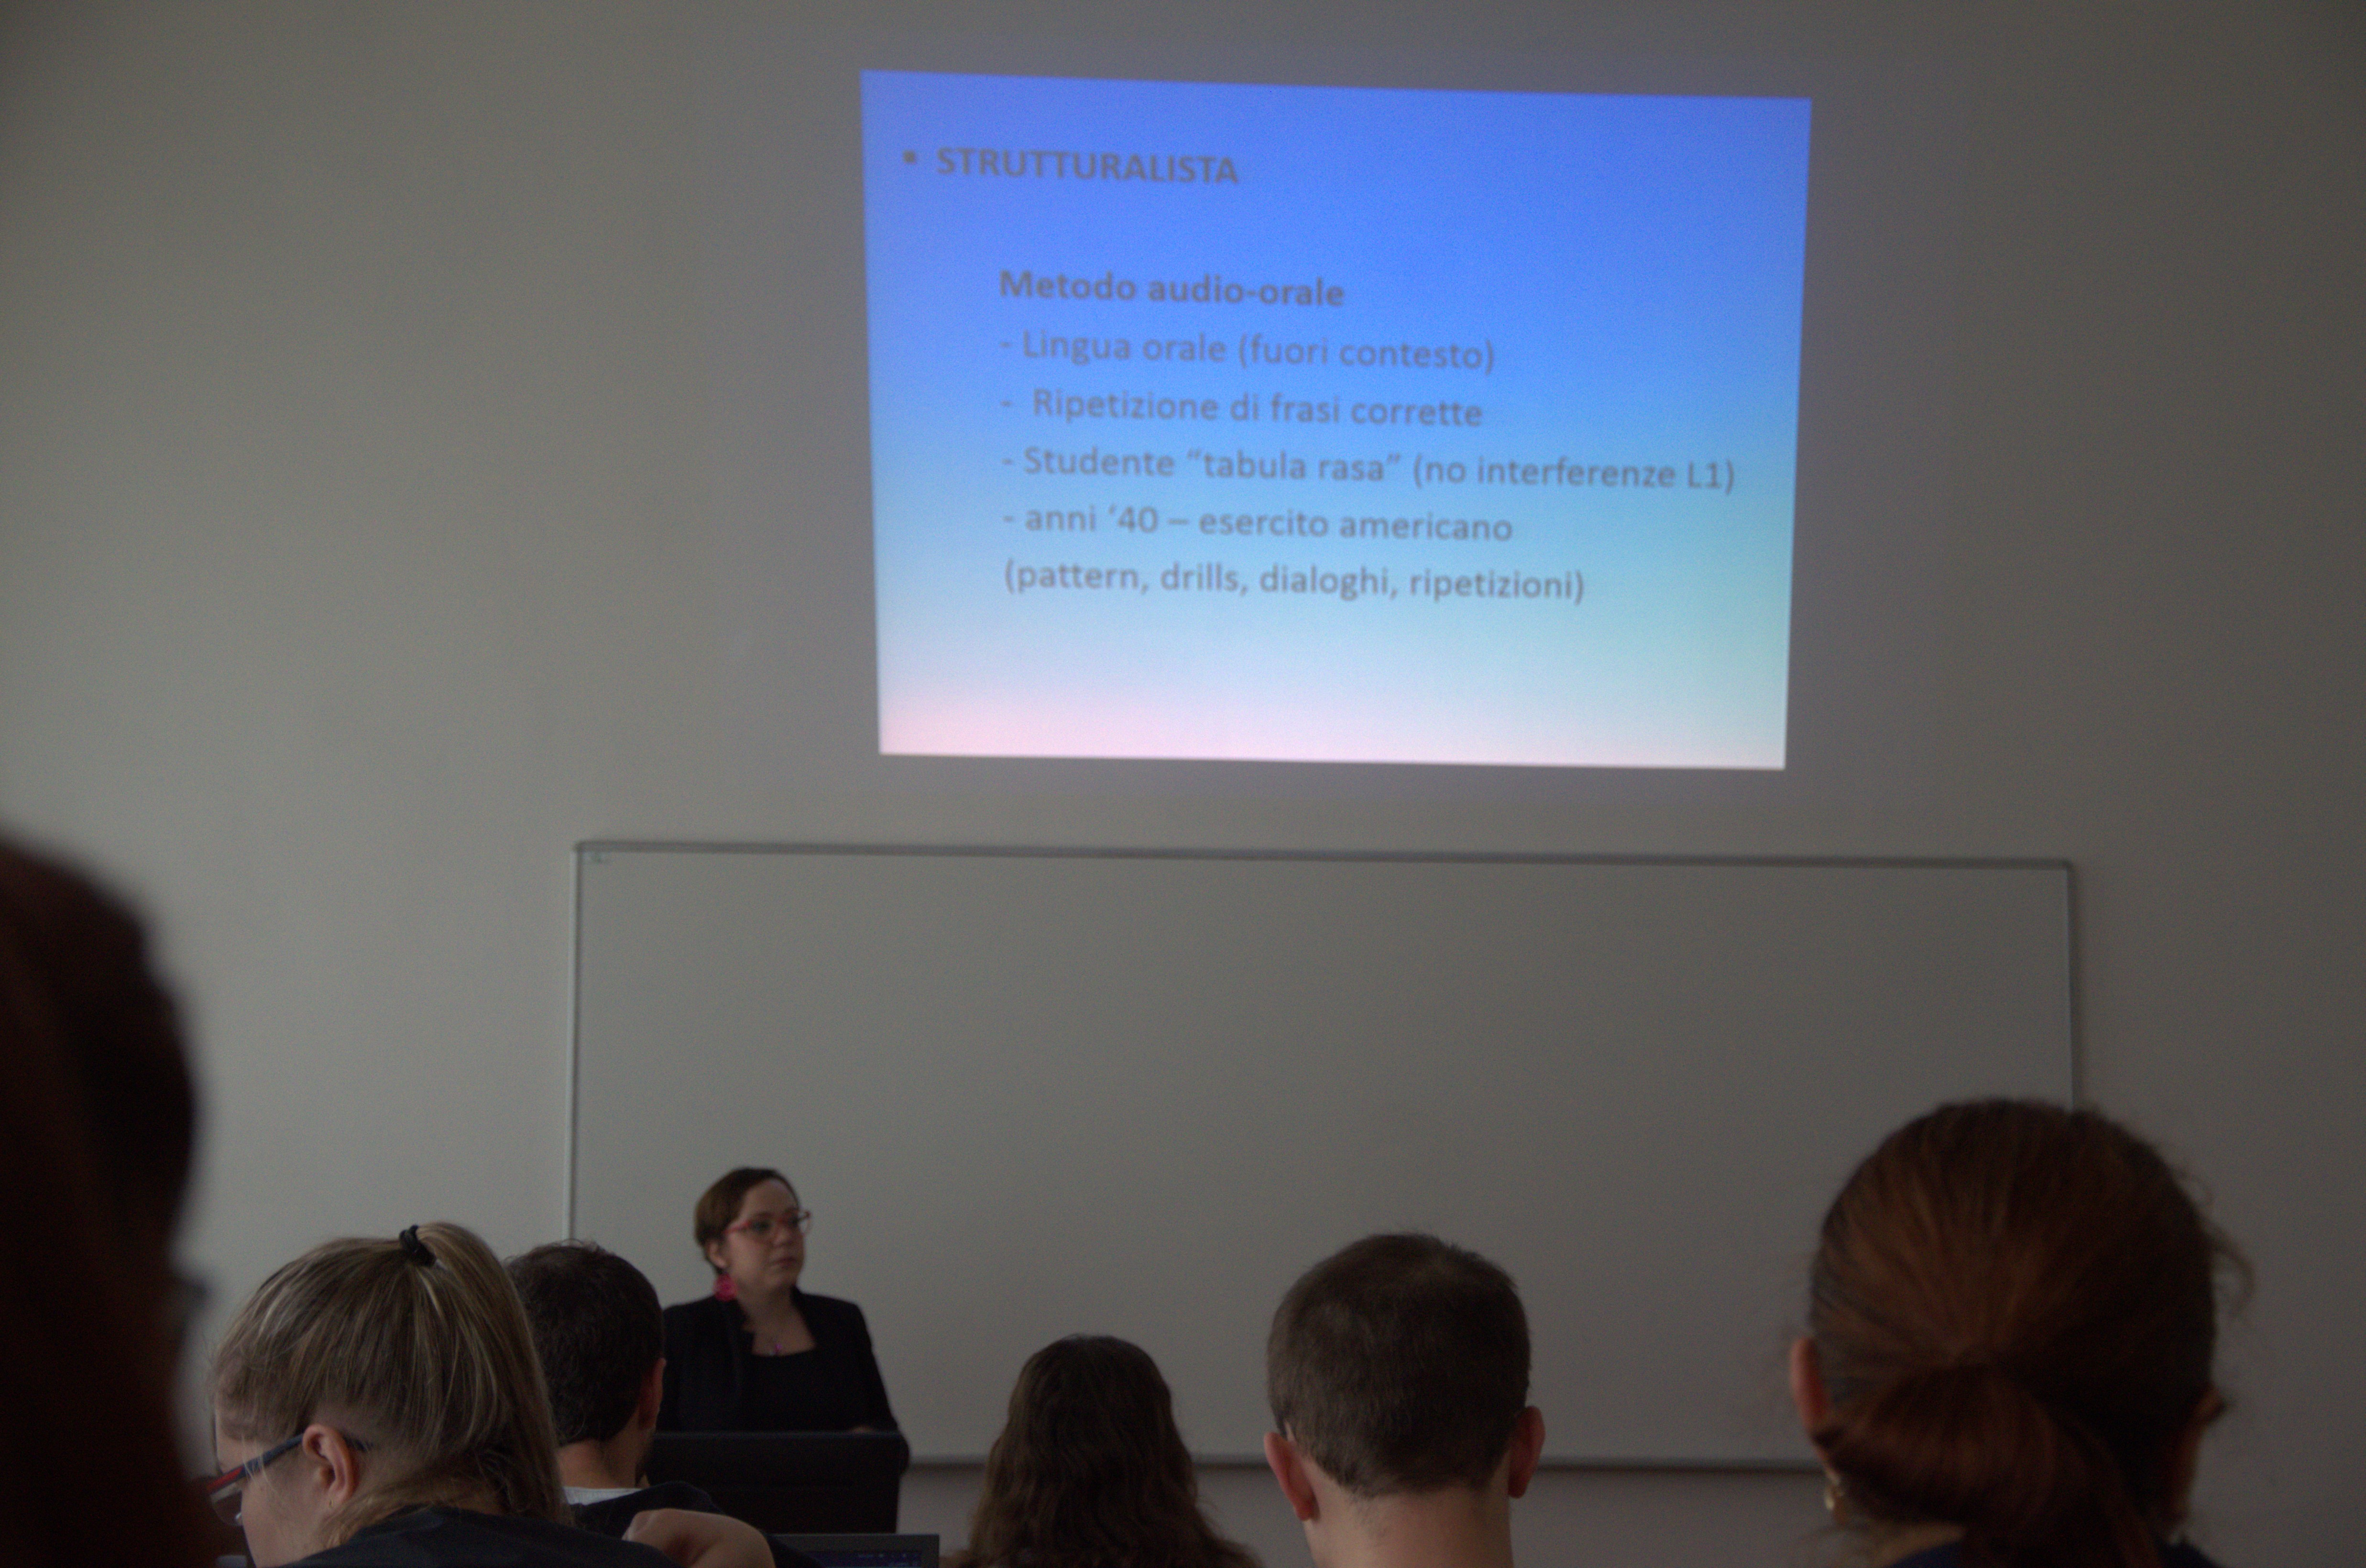 ▪ STRUTTURALISTA
Metodo audio-orale
- Lingua orale (fuori contesto)
- Ripetizione di frasi corrette
- Studente “tabula rasa” (no interferenze L1)
- anni ‘40 – esercito americano
(pattern, drills, dialoghi, ripetizioni)